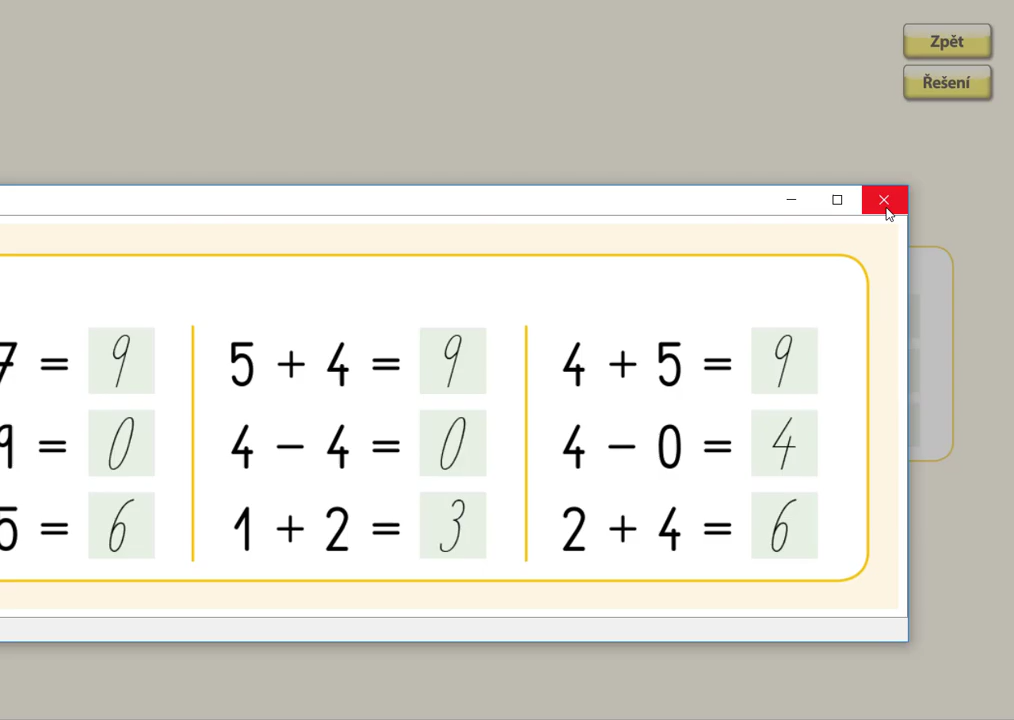 Zpět
Řešení
7 = 9
5 + 4 = 9
4 + 5 = 9
9 = 0
4 − 4 = 0
4 − 0 = 4
5 = 6
1 + 2 = 3
2 + 4 = 6